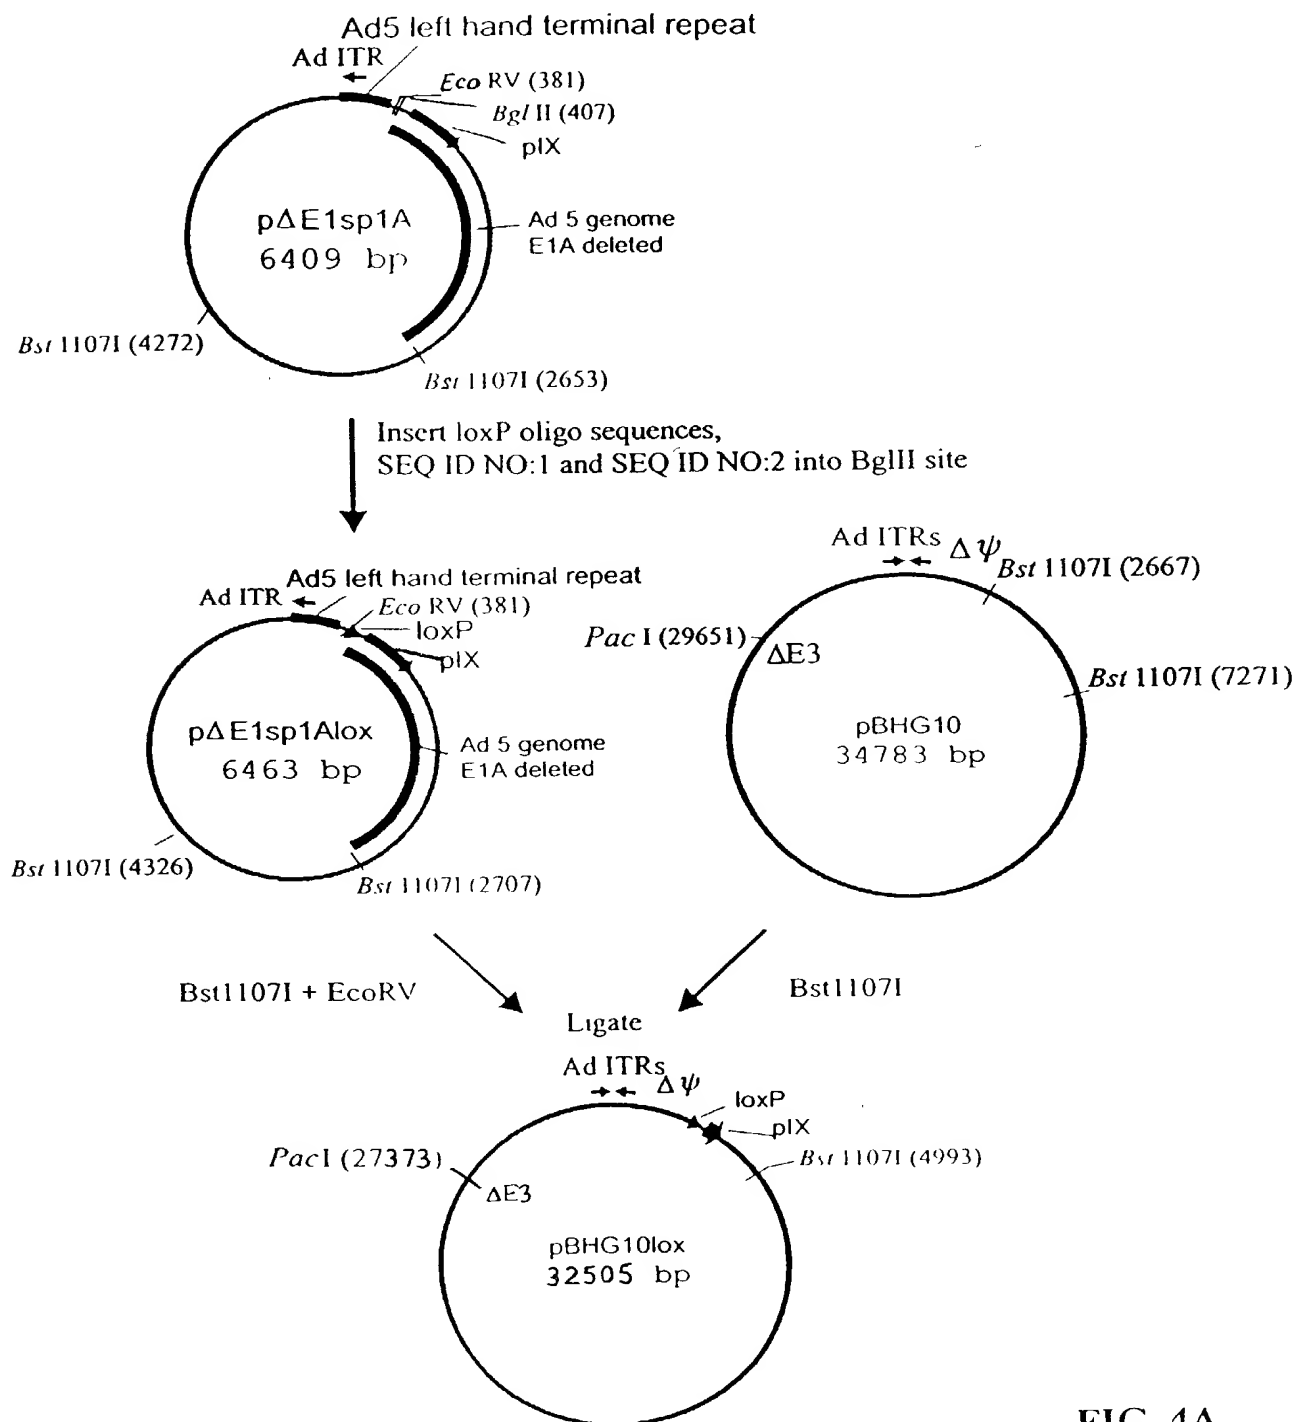 Ad5 left hand terminal repeat
Ad ITR
Eco RV (381)
Bgl II (407)
pIX
pΔE1sp1A
6409 bp
Ad 5 genome
E1A deleted
Bst 1107I (4272)
Bst 1107I (2653)
Insert loxP oligo sequences,
SEQ ID NO:1 and SEQ ID NO:2 into BglII site
Ad5 left hand terminal repeat
Ad ITR
Eco RV (381)
loxP
pIX
pΔE1sp1Alox
6463 bp
Ad 5 genome
E1A deleted
Bst 1107I (4326)
Bst 1107I (2707)
Ad ITRs
Δψ
Bst 1107I (2667)
Pac I (29651)
ΔE3
Bst 1107I (7271)
pBHG10
34783 bp
Bst1107I + EcoRV
Bst1107I
Ligate
Ad ITRs
Δψ
loxP
pIX
Pac I (27373)
Bst 1107I (4993)
ΔE3
pBHG10lox
32505 bp
FIG. 4A